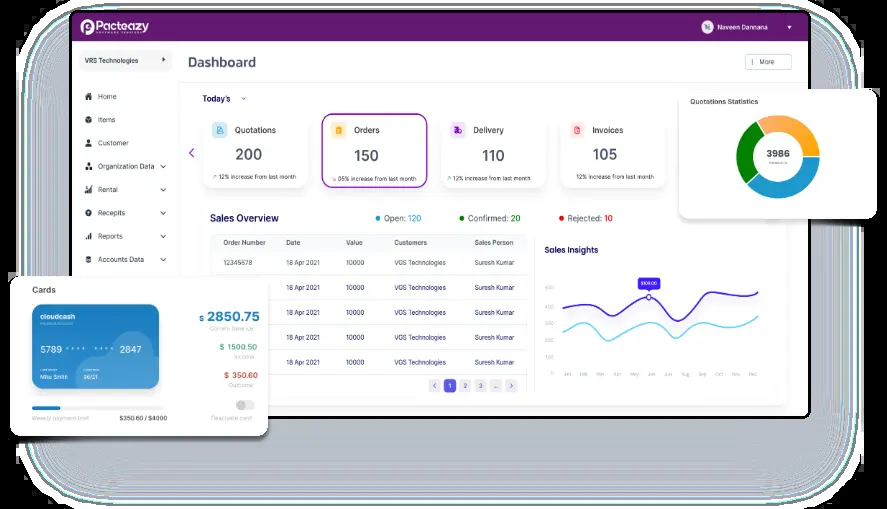 Pacteazy
SOFTWARE SERVICES
Naveen Dannana
VRS Technologies
Dashboard
More
Home
Items
Customer
Organization Data
Rental
Recepits
Reports
Accounts Data
Today's
Quotations
200
12% increase from last month
Orders
150
05% increase from last month
Delivery
110
12% increase from last month
Invoices
105
12% increase from last month
Quotations Statistics
3986
Sales Overview
Open: 120
Confirmed: 20
Rejected: 10
Order Number Date Value Customers Sales Person
12345678 18 Apr 2021 10000 VGS Technologies Suresh Kumar
18 Apr 2021 10000 VGS Technologies Suresh Kumar
18 Apr 2021 10000 VGS Technologies Suresh Kumar
18 Apr 2021 10000 VGS Technologies Suresh Kumar
18 Apr 2021 10000 VGS Technologies Suresh Kumar
1 2 3 ...
Sales Insights
$100.00
500
400
300
200
100
0
Jan Feb Mar Apr May Jun Jun Aug Sep Oct Nov Dec
Cards
cloudcash
5789 **** **** 2847
Mike Smith
06/21
$ 2850.75
Current balance
$ 1500.50
Income
$ 350.60
Outcome
Weekly payment limit
$350.60 / $4000
Deactivate card